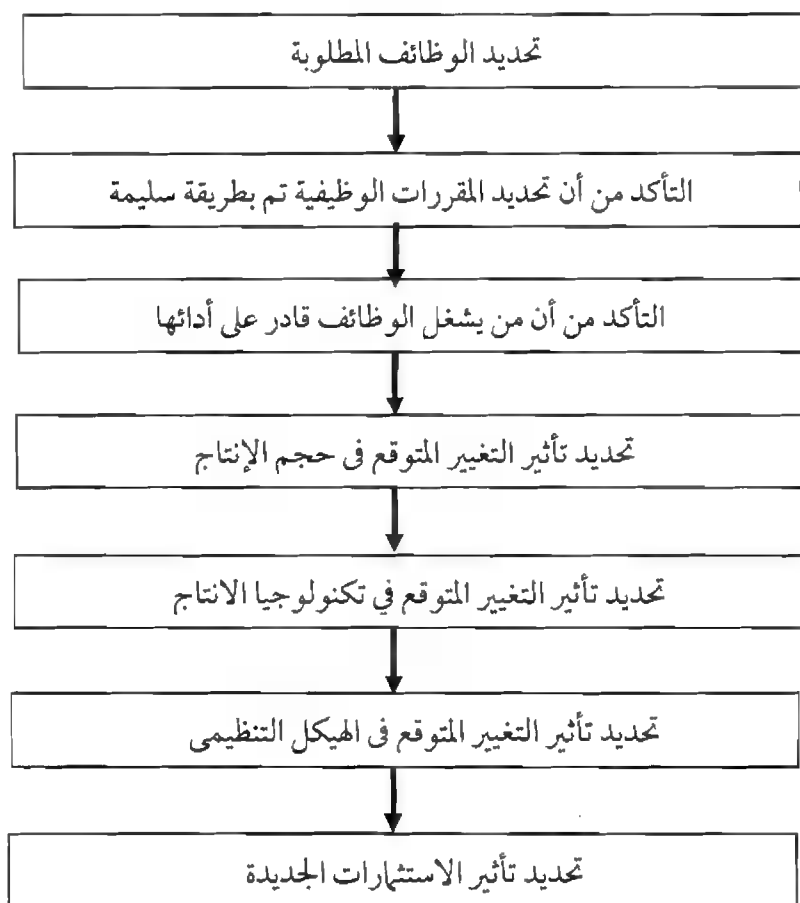 تحديد الوظائف المطلوبة
التأكد من أن تحديد المقررات الوظيفية تم بطريقة سليمة
التأكد من أن من يشغل الوظائف قادر على أدائها
تحديد تأثير التغيير المتوقع فى حجم الإنتاج
تحديد تأثير التغيير المتوقع في تكنولوجيا الانتاج
تحديد تأثير التغيير المتوقع فى الهيكل التنظيمى
تحديد تأثير الاستثمارات الجديدة